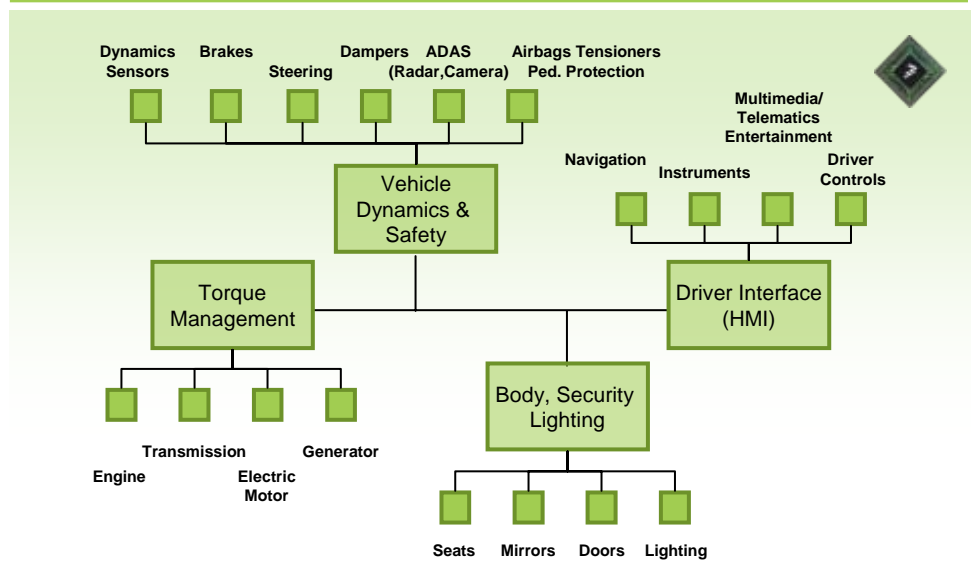 Dynamics
Sensors
Brakes
Steering
Dampers
ADAS
(Radar,Camera)
Airbags Tensioners
Ped. Protection
Multimedia/
Telematics
Entertainment
Navigation
Instruments
Driver
Controls
Vehicle
Dynamics &
Safety
Torque
Management
Driver Interface
(HMI)
Body, Security
Lighting
Engine
Transmission
Electric
Motor
Generator
Seats
Mirrors
Doors
Lighting